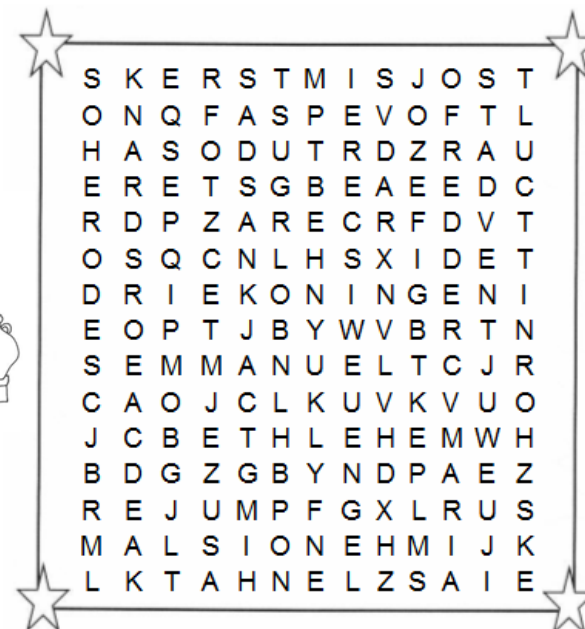 S K E R S T M I S J O S T
O N Q F A S P E V O F T L
H A S O D U T R D Z R A U
E R E T S G B E A E E D C
R D P Z A R E C R F D V T
O S Q C N L H S X I D E T
D R I E K O N I N G E N I
E O P T J B Y W V B R T N
S E M M A N U E L T C J R
C A O J C L K U V K V U O
J C B E T H L E H E M W H
B D G Z G B Y N D P A E Z
R E J U M P F G X L R U S
M A L S I O N E H M I J K
L K T A H N E L Z S A I E